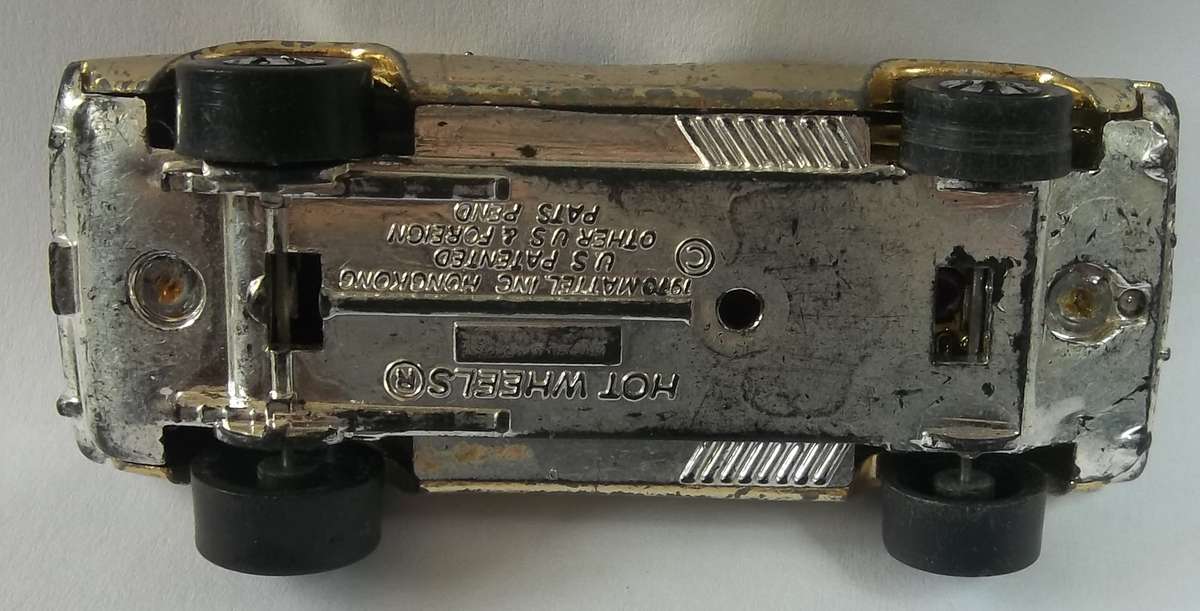 HOT WHEELS®
1970 MATTEL INC HONGKONG
U.S. PATENTED
©
OTHER U S & FOREIGN
PATS PEND